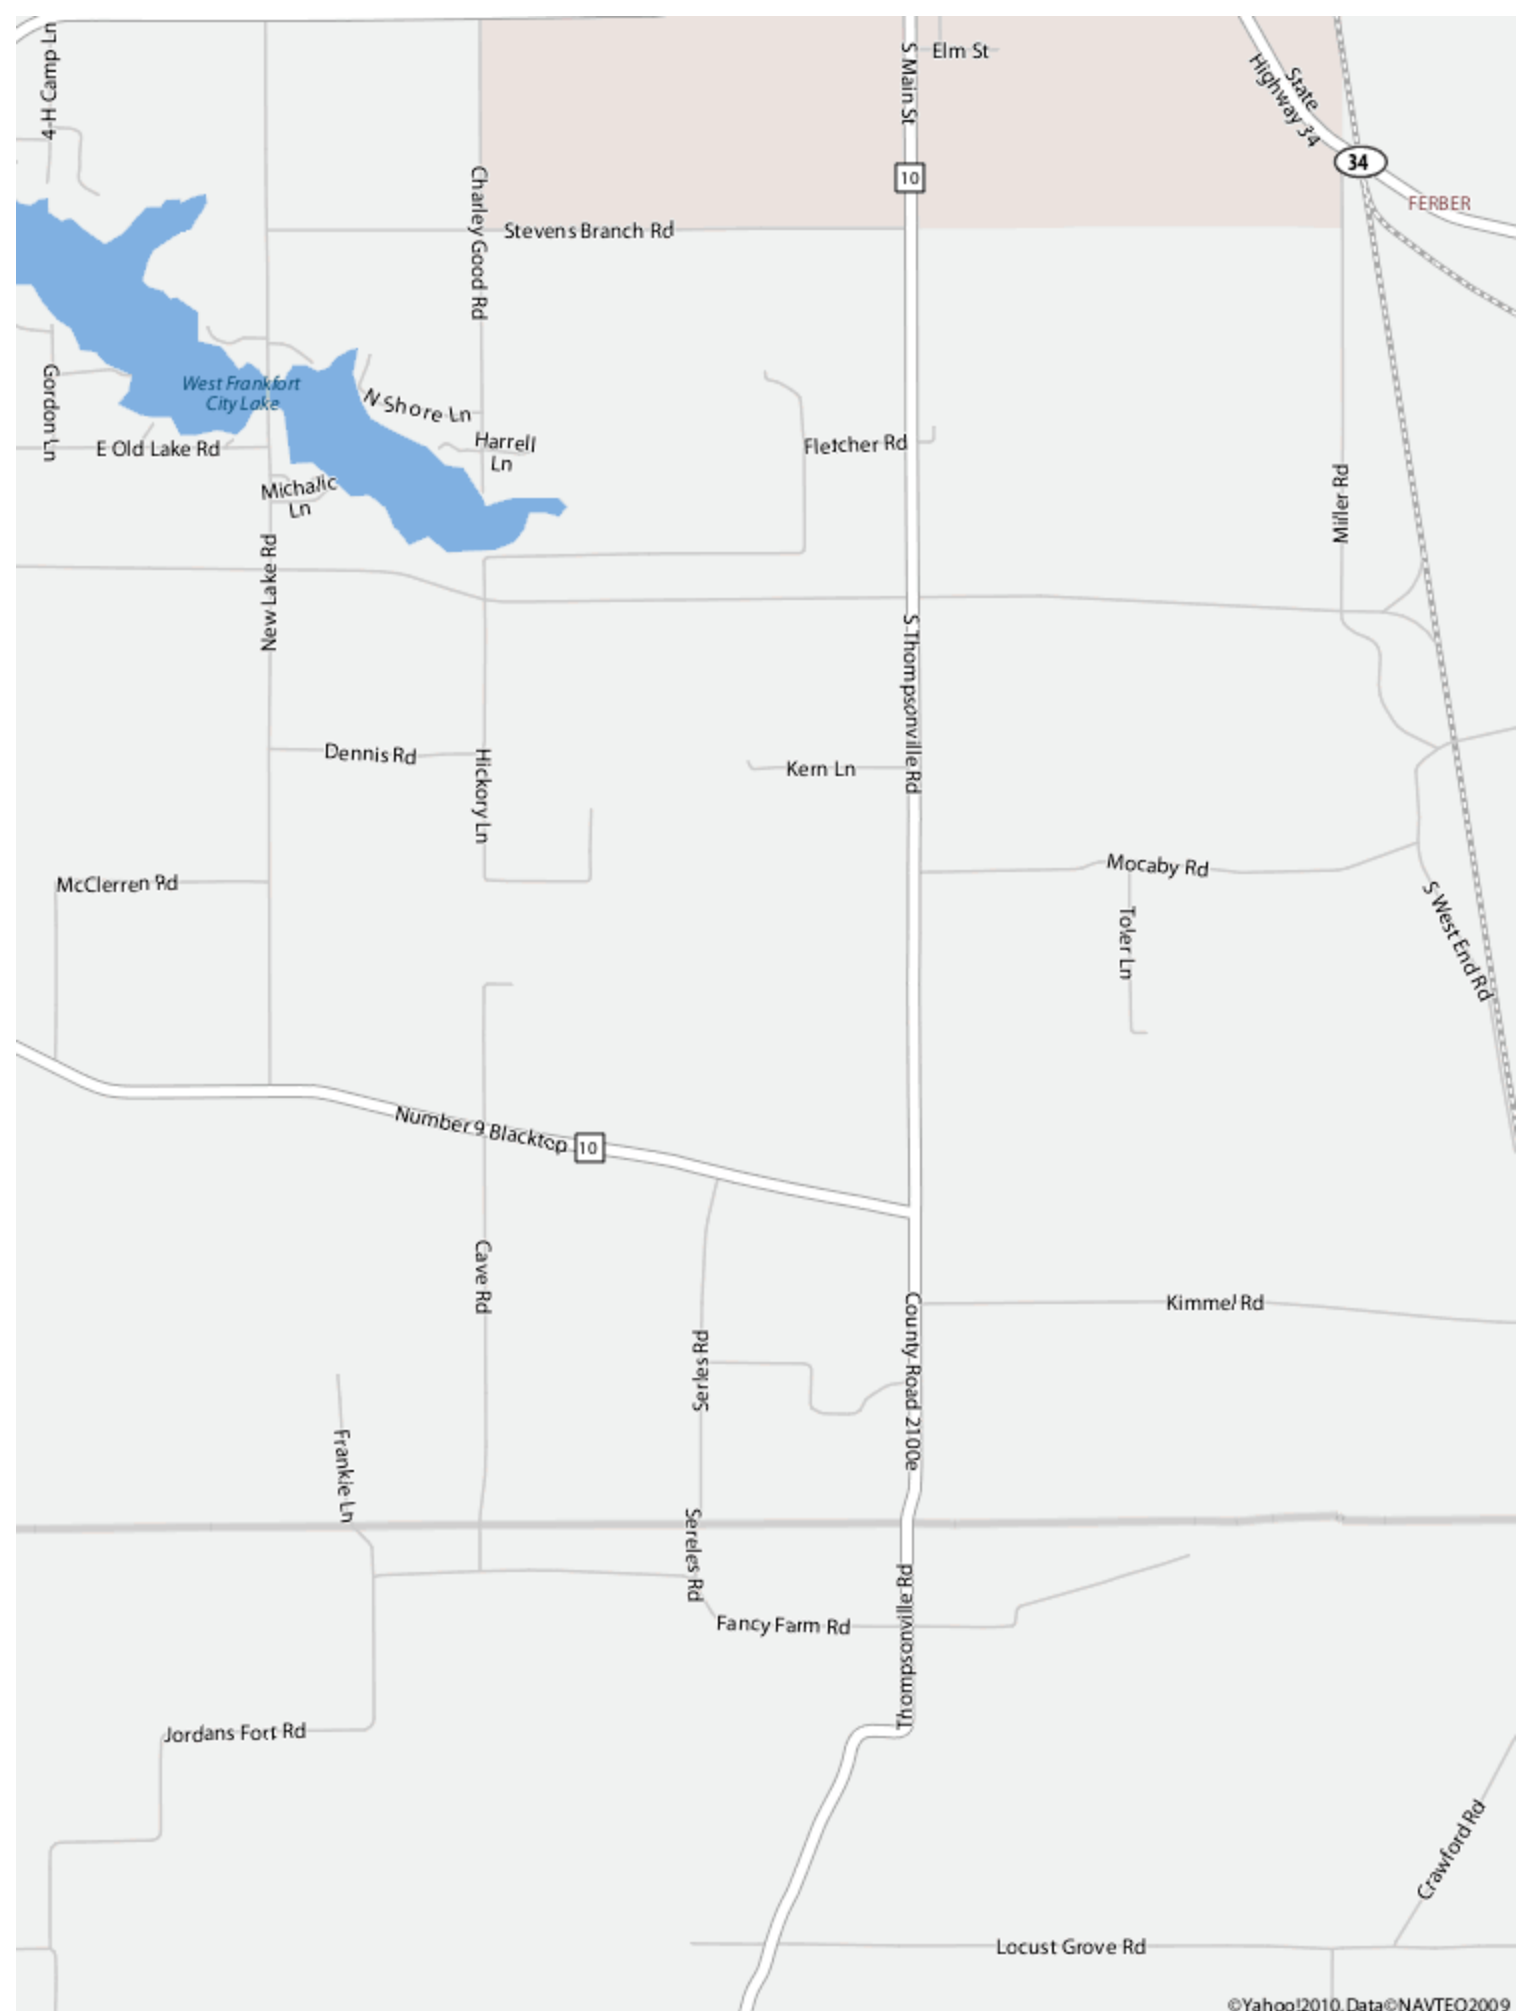 4-H Camp Ln
S Main St
Elm St
State
Highway 34
34
10
FERBER
Charley Good Rd
Stevens Branch Rd
West Frankfort
City Lake
Gordon Ln
N Shore Ln
E Old Lake Rd
Harrell
Ln
Fletcher Rd
Michalic
Ln
Miller Rd
New Lake Rd
S Thompsonville Rd
Dennis Rd
Hickory Ln
Kern Ln
McClerren Rd
Mocaby Rd
Toler Ln
S West End Rd
Number 9 Blacktop
10
Cave Rd
County Road 2100e
Kimmel Rd
Serles Rd
Frankie Ln
Sereles Rd
Thompsonville Rd
Fancy Farm Rd
Jordans Fort Rd
Crawford Rd
Locust Grove Rd
©Yahoo!2010, Data©NAVTEQ2009